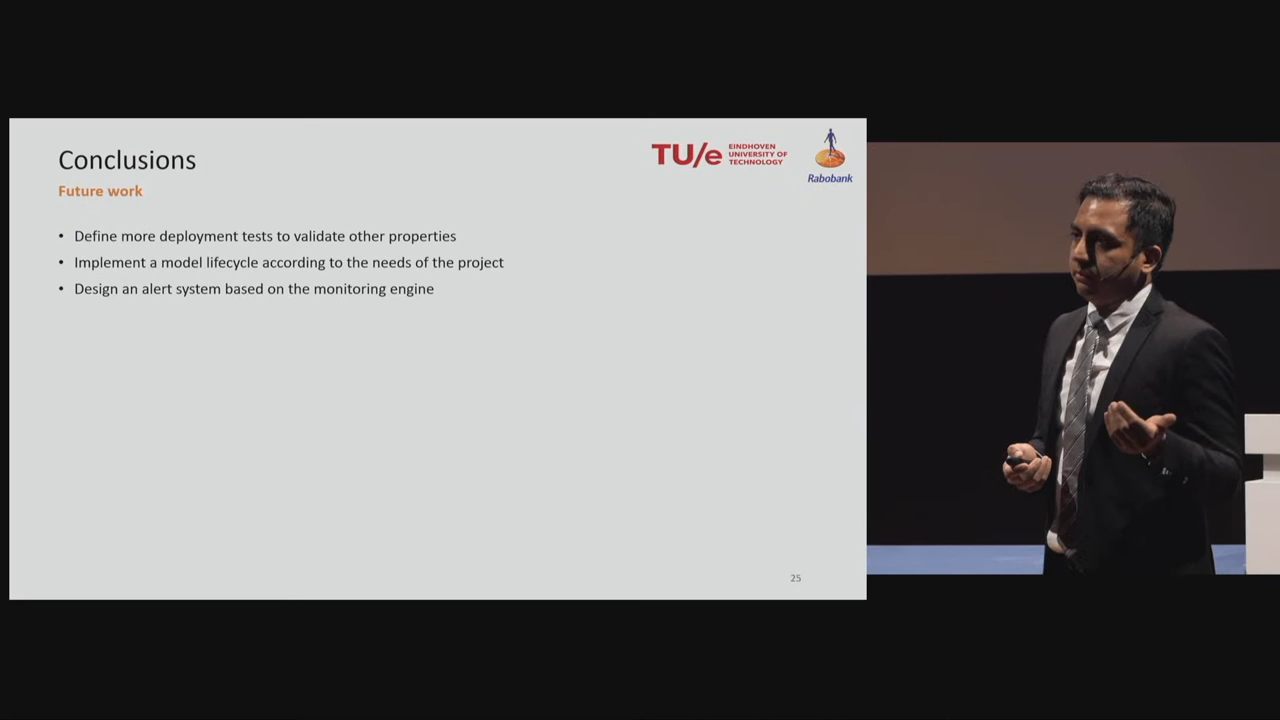 Conclusions
Future work
• Define more deployment tests to validate other properties
• Implement a model lifecycle according to the needs of the project
• Design an alert system based on the monitoring engine
TU/e EINDHOVEN
UNIVERSITY OF
TECHNOLOGY
Rabobank
25